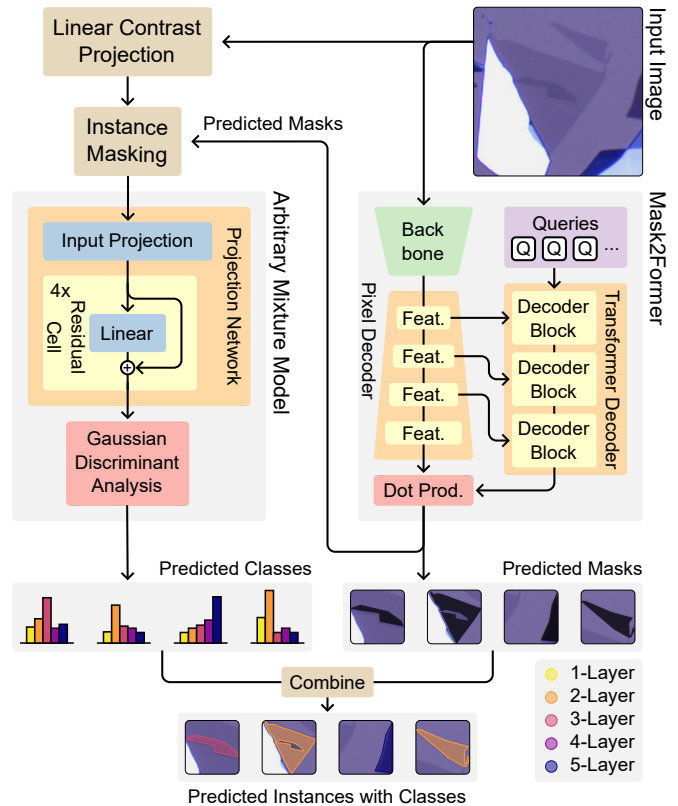 Linear Contrast
Projection
Input Image
Instance
Masking
Predicted Masks
Arbitrary Mixture Model
Projection Network
Input Projection
4x
Residual
Cell
Linear
+
Gaussian
Discriminant
Analysis
Mask2Former
Back
bone
Queries
Q Q Q ...
Pixel Decoder
Feat.
Feat.
Feat.
Feat.
Transformer Decoder
Decoder
Block
Decoder
Block
Decoder
Block
Dot Prod.
Predicted Classes
Predicted Masks
Combine
1-Layer
2-Layer
3-Layer
4-Layer
5-Layer
Predicted Instances with Classes